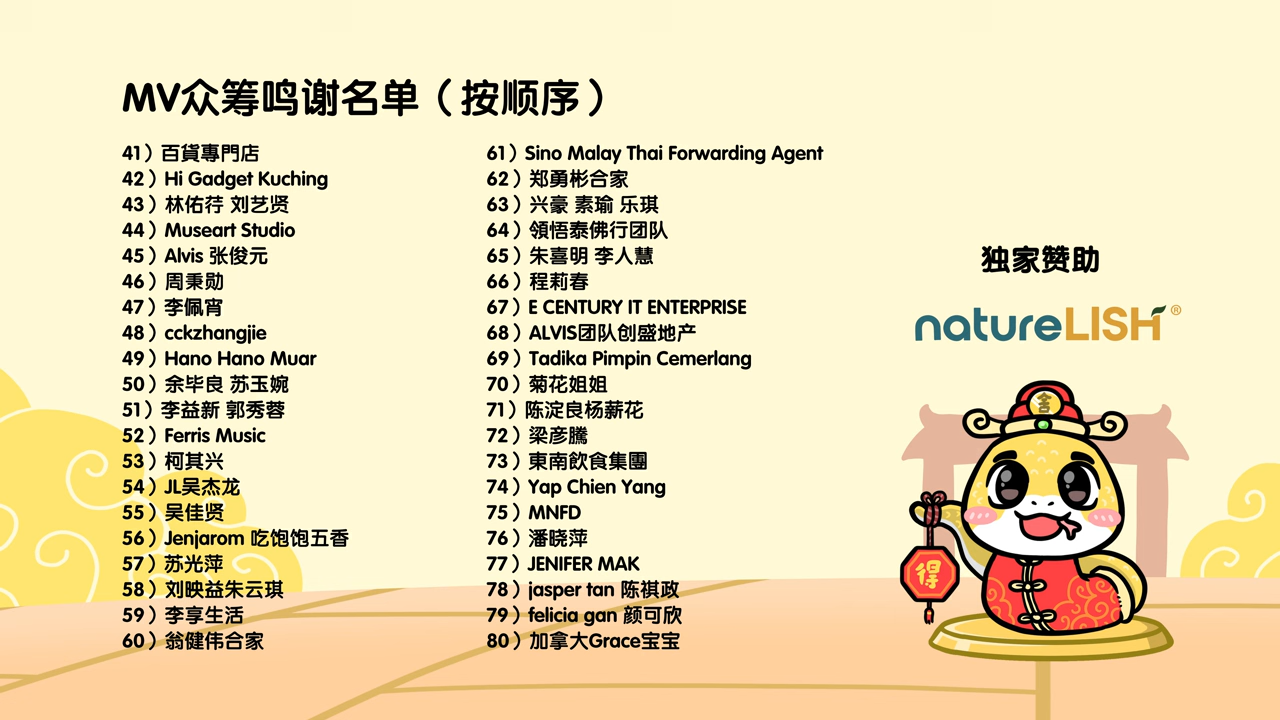 MV众筹鸣谢名单（按顺序）
41）百貨專門店
42）Hi Gadget Kuching
43）林佑荇 刘艺贤
44）Museart Studio
45）Alvis 张俊元
46）周秉勋
47）李佩宵
48）cckzhangjie
49）Hano Hano Muar
50）余毕良 苏玉婉
51）李益新 郭秀蓉
52）Ferris Music
53）柯其兴
54）JL吴杰龙
55）吴佳贤
56）Jenjarom 吃饱饱五香
57）苏光萍
58）刘映益朱云琪
59）李享生活
60）翁健伟合家
61）Sino Malay Thai Forwarding Agent
62）郑勇彬合家
63）兴豪 素瑜 乐琪
64）領悟泰佛行团队
65）朱喜明 李人慧
66）程莉春
67）E CENTURY IT ENTERPRISE
68）ALVIS团队创盛地产
69）Tadika Pimpin Cemerlang
70）菊花姐姐
71）陈淀良杨薪花
72）梁彦騰
73）東南飲食集團
74）Yap Chien Yang
75）MNFD
76）潘晓萍
77）JENIFER MAK
78）jasper tan 陈祺政
79）felicia gan 颜可欣
80）加拿大Grace宝宝
独家赞助
natureLISH®
舍
得